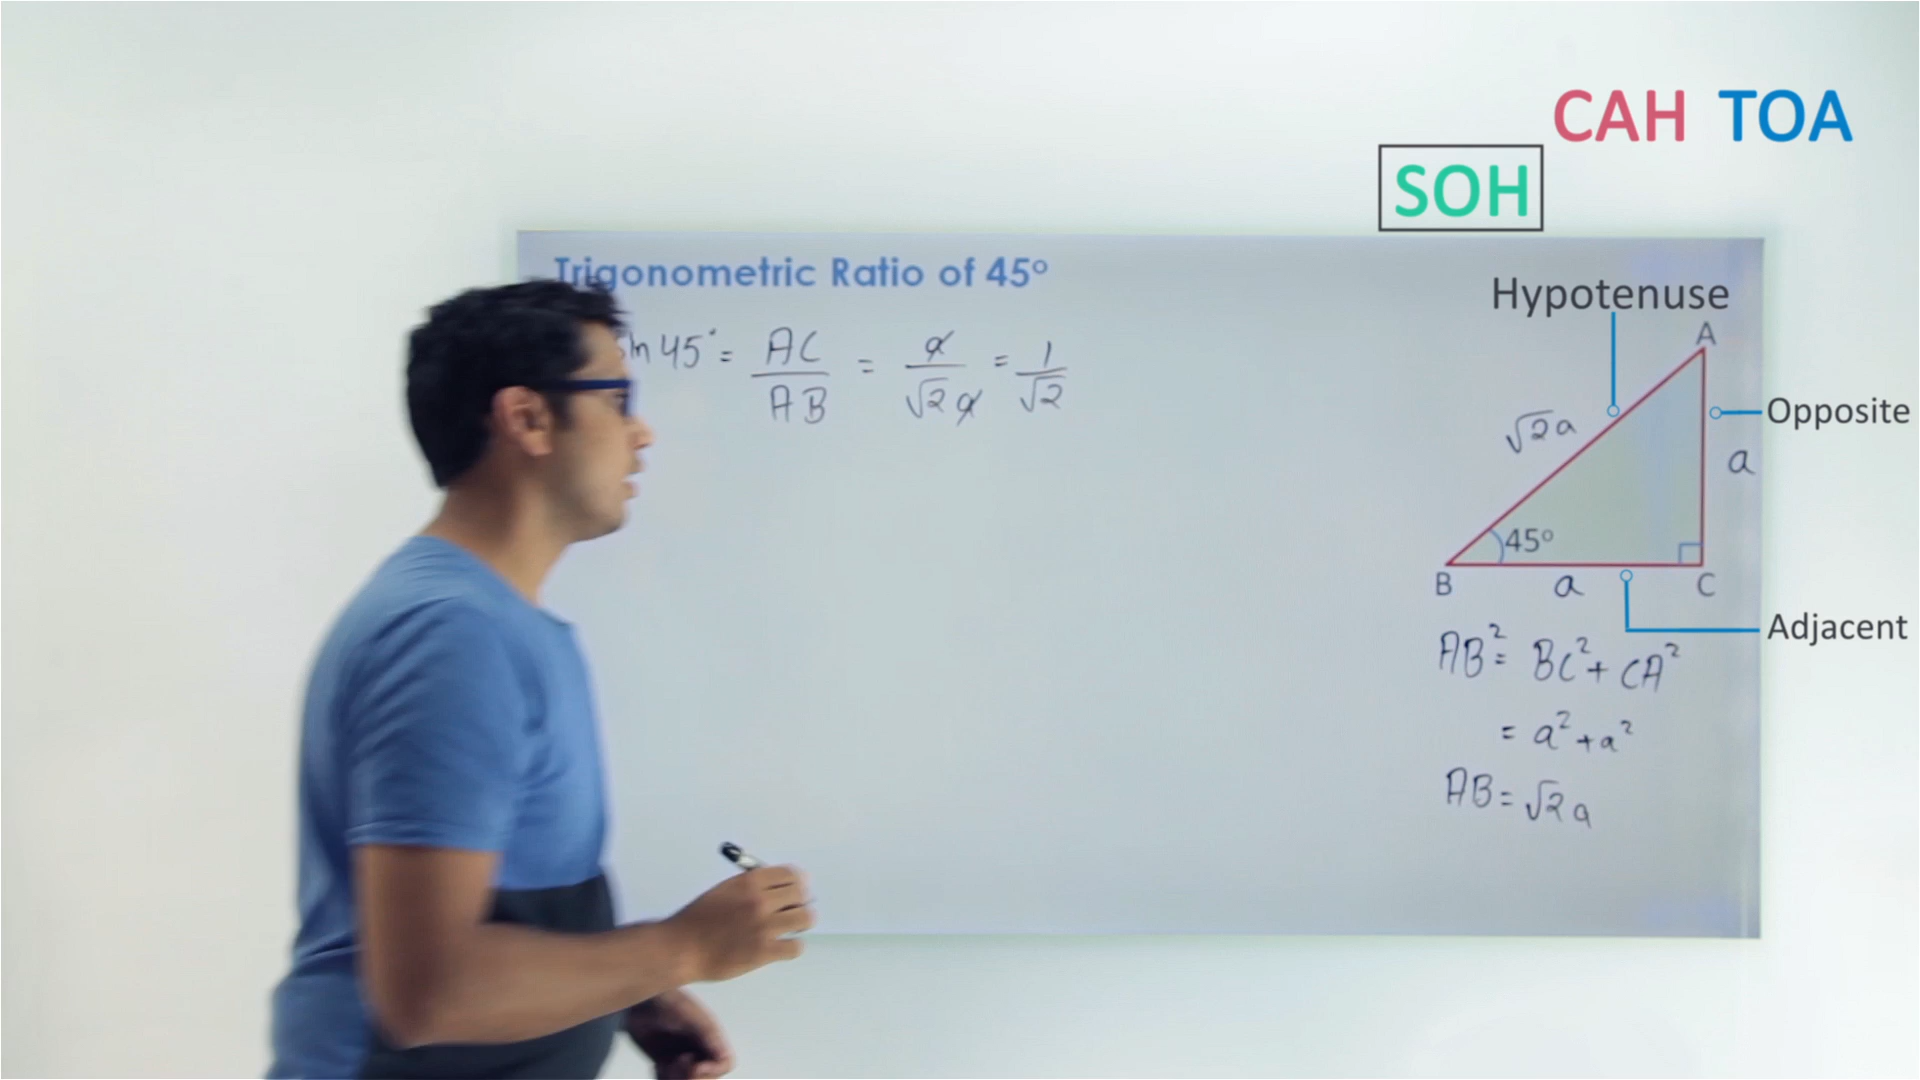 CAH TOA
SOH
Trigonometric Ratio of 45°
Hypotenuse
A
sin 45° = AC/AB = a/√2a = 1/√2
Opposite
√2a
a
45°
B
a
C
Adjacent
AB² = BC² + CA²
= a² + a²
AB = √2a